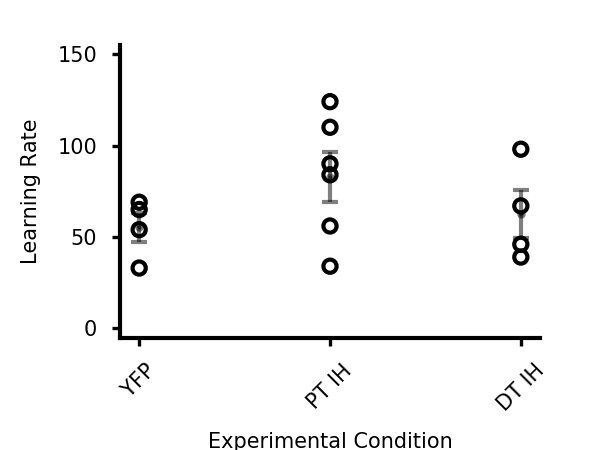 150
100
50
0
Learning Rate
YFP
PT IH
DT IH
Experimental Condition